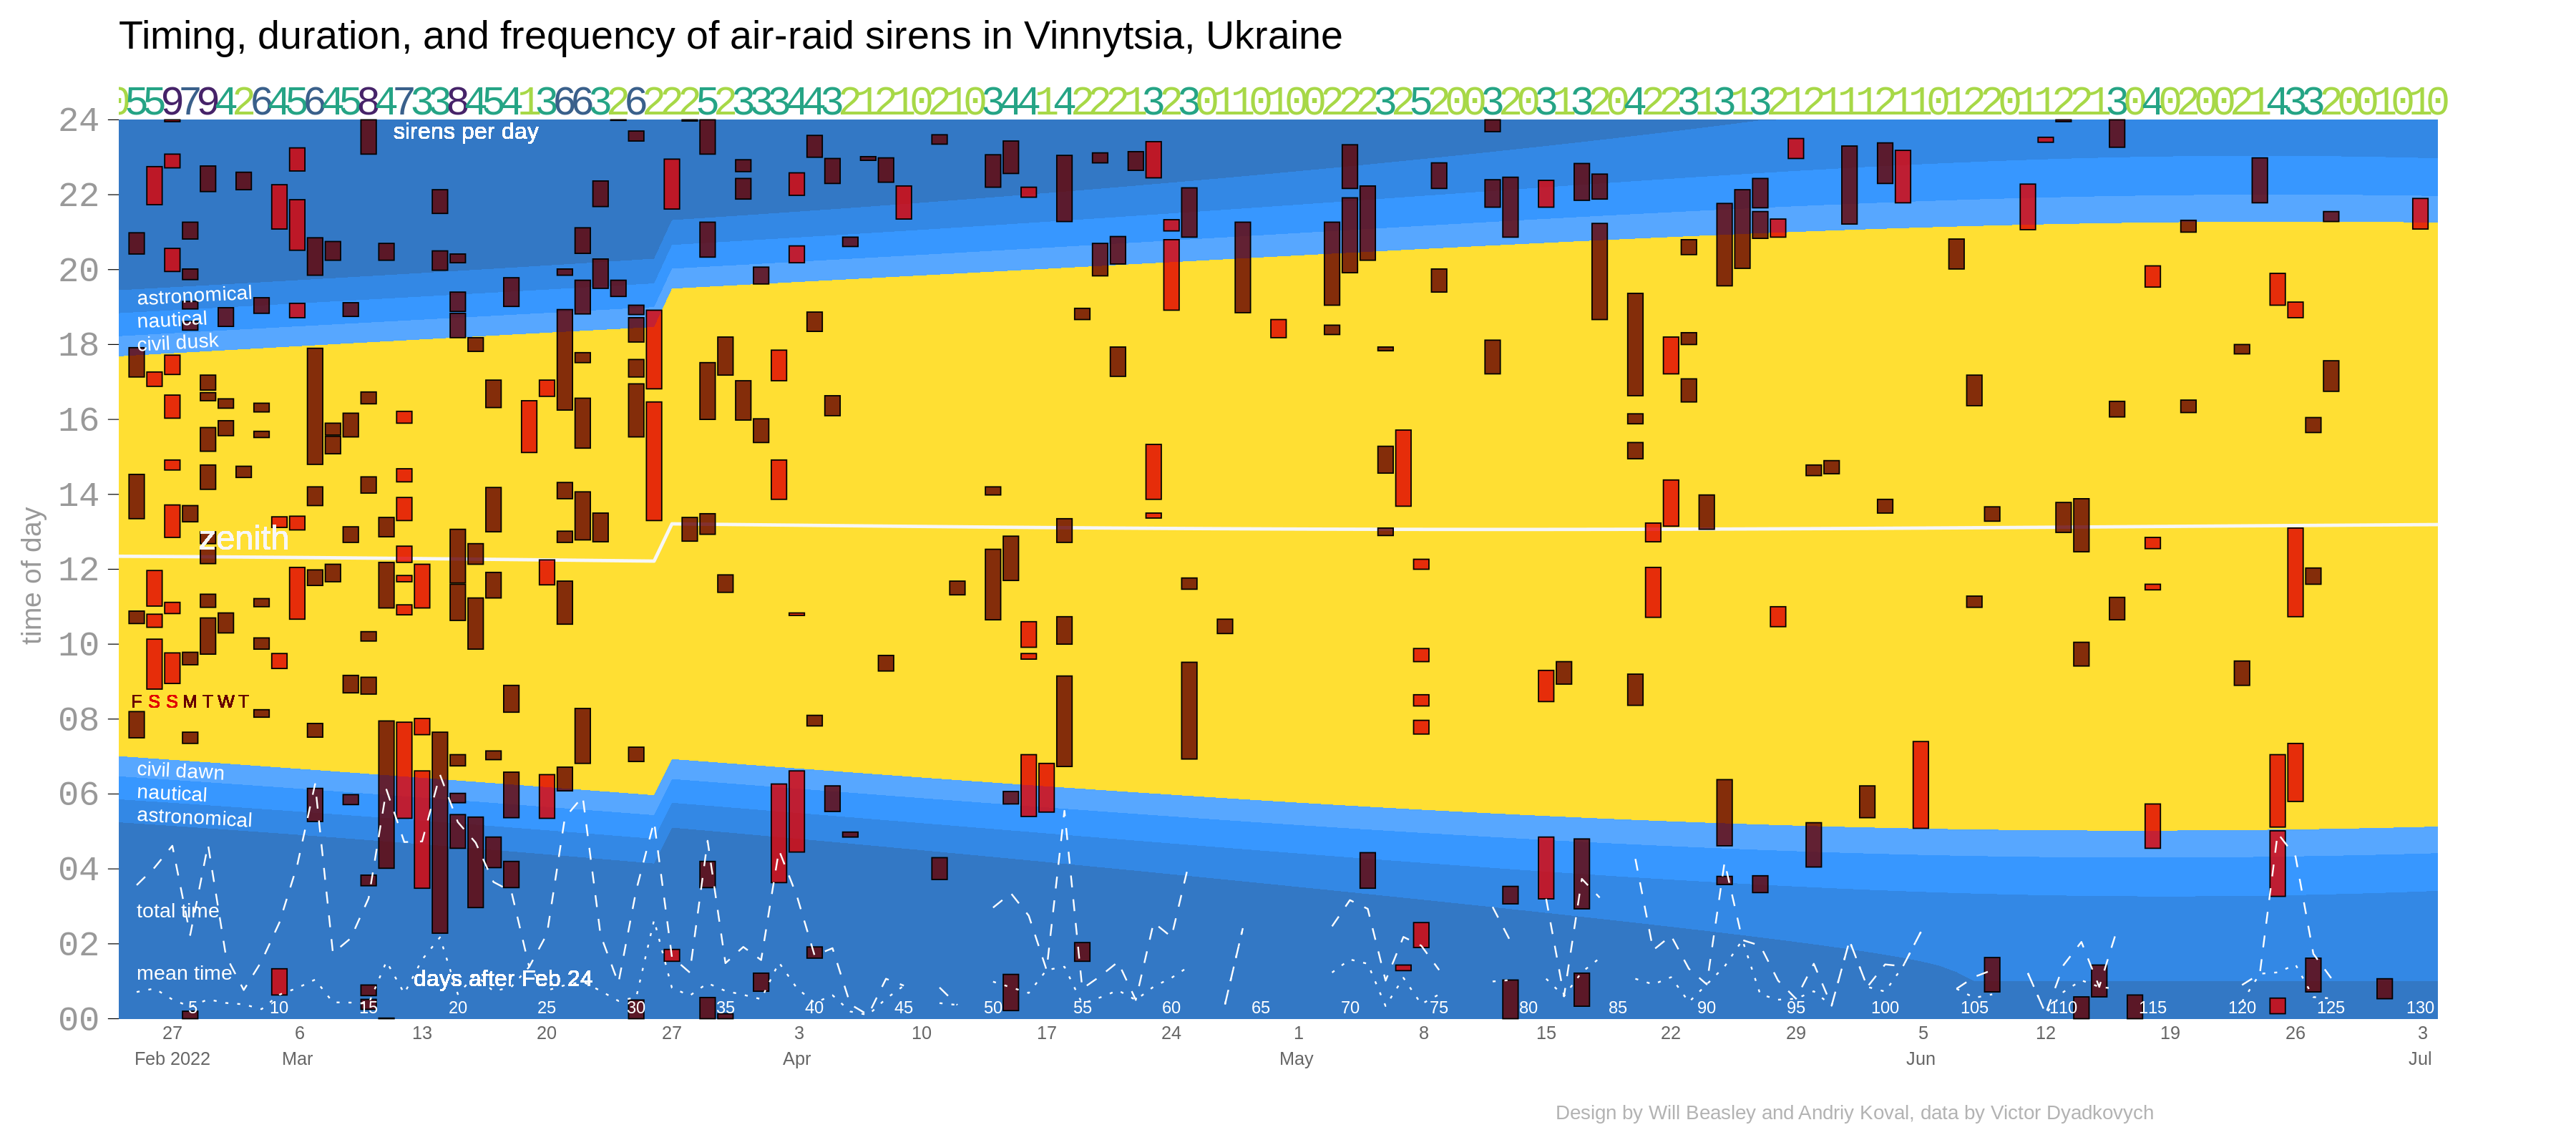 Timing, duration, and frequency of air-raid sirens in Vinnytsia, Ukraine
sirens per day
24
22
20
astronomical
nautical
18
civil dusk
16
14
zenith
12
time of day
10
F S S M T W T
08
civil dawn
06
nautical
astronomical
04
total time
02
mean time
days after Feb.24
5 10 15 20 25 30 35 40 45 50 55 60 65 70 75 80 85 90 95 100 105 110 115 120 125 130
00
27 6 13 20 27 3 10 17 24 1 8 15 22 29 5 12 19 26 3
Feb 2022 Mar Apr May Jun Jul
Design by Will Beasley and Andriy Koval, data by Victor Dyadkovych